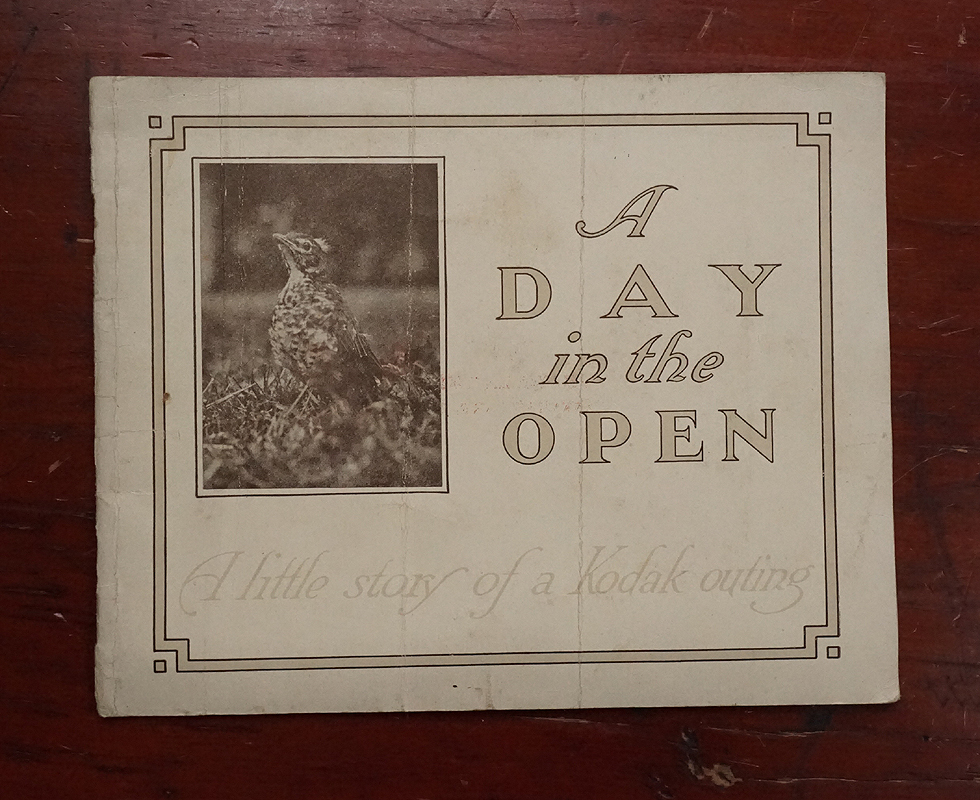 A
DAY
in the
OPEN
A little story of a Kodak outing